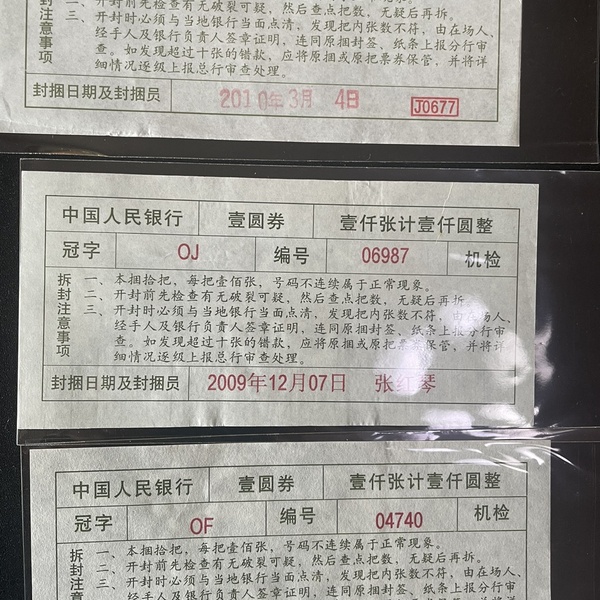 二、开封前先检查有无破裂可疑，然后查点把数，无疑后再拆。
三、开封时必须与当地银行当面点清，发现把内张数不符，由在场人、
经手人及银行负责人签章证明，连同原捆封签、纸条上报分行审
查。如发现超过十张的错款，应将原捆或原把票券保管，并将详
细情况逐级上报总行审查处理。
注意事项
封捆日期及封捆员 2010年3月 4日 J0677
中国人民银行 壹圆券 壹仟张计壹仟圆整
冠字 OJ 编号 06987 机检
拆封注意事项
一、本捆拾把，每把壹佰张，号码不连续属于正常现象。
二、开封前先检查有无破裂可疑，然后查点把数，无疑后再拆。
三、开封时必须与当地银行当面点清，发现把内张数不符，由在场人、
经手人及银行负责人签章证明，连同原捆封签、纸条上报分行审
查。如发现超过十张的错款，应将原捆或原把票券保管，并将详
细情况逐级上报总行审查处理。
封捆日期及封捆员 2009年12月07日 张红琴
中国人民银行 壹圆券 壹仟张计壹仟圆整
冠字 OF 编号 04740 机检
拆封注意
一、本捆拾把，每把壹佰张，号码不连续属于正常现象。
二、开封前先检查有无破裂可疑，然后查点把数，无疑后再拆。
三、开封时必须与当地银行当面点清，发现把内张数不符，由在场人、
经手人及银行负责人签章证明，连同原捆封签、纸条上报分行审